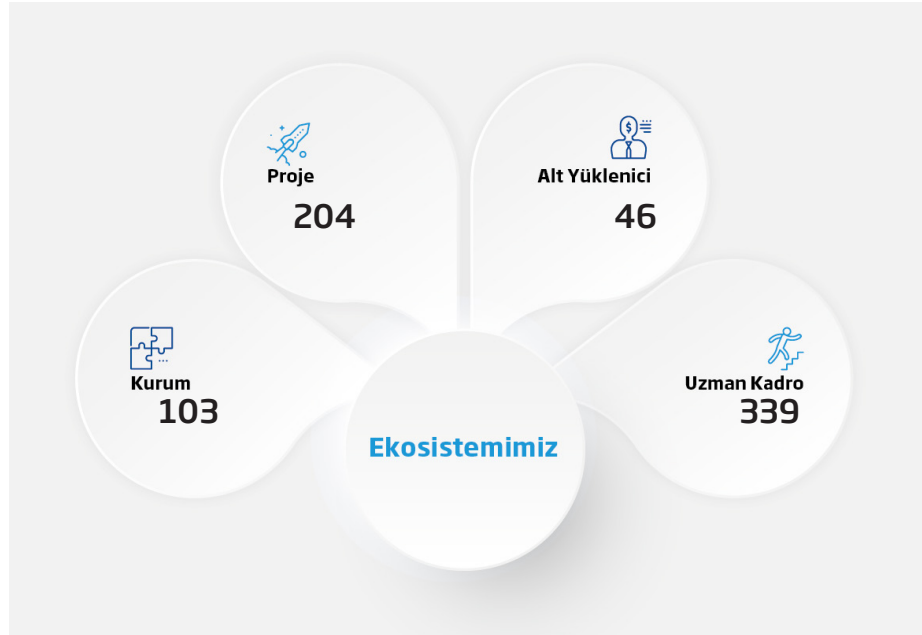 Proje
204
Alt Yüklenici
46
Kurum
103
Uzman Kadro
339
Ekosistemimiz